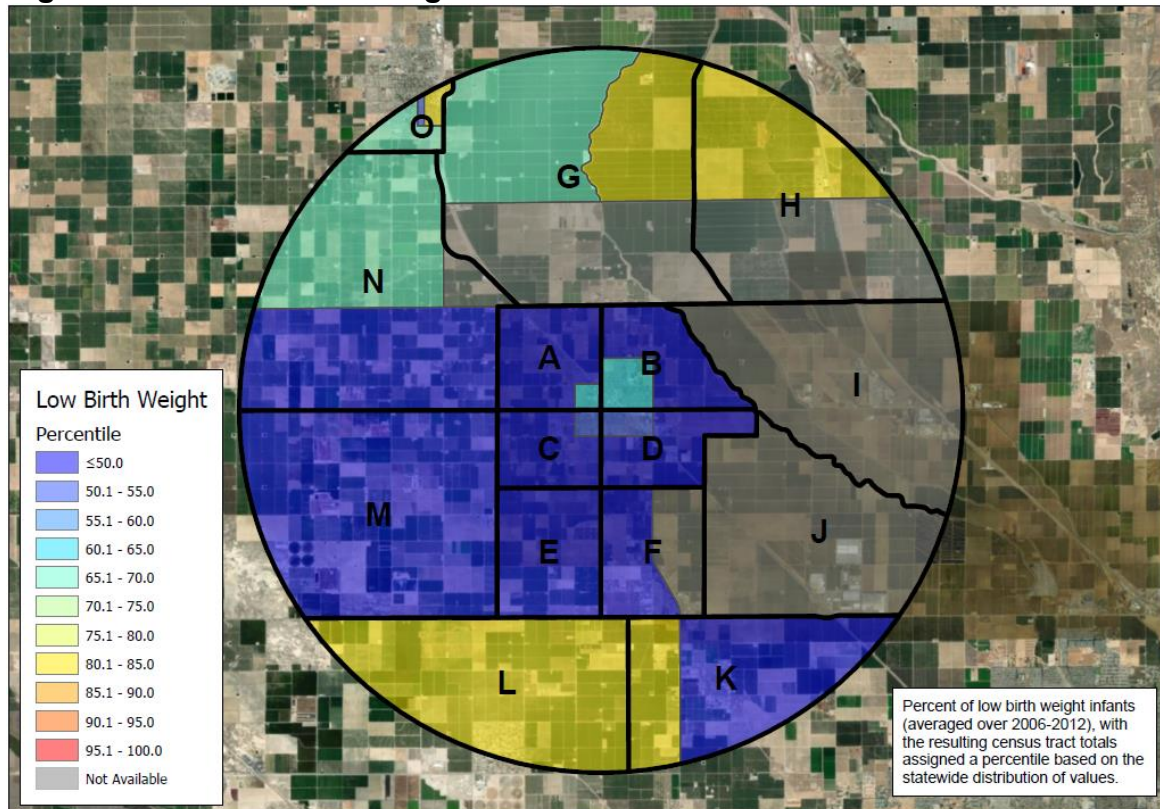 O
G
H
N
A
B
I
C
D
M
E
F
J
L
K
Low Birth Weight
Percentile
≤50.0
50.1 - 55.0
55.1 - 60.0
60.1 - 65.0
65.1 - 70.0
70.1 - 75.0
75.1 - 80.0
80.1 - 85.0
85.1 - 90.0
90.1 - 95.0
95.1 - 100.0
Not Available
Percent of low birth weight infants
(averaged over 2006-2012), with
the resulting census tract totals
assigned a percentile based on the
statewide distribution of values.